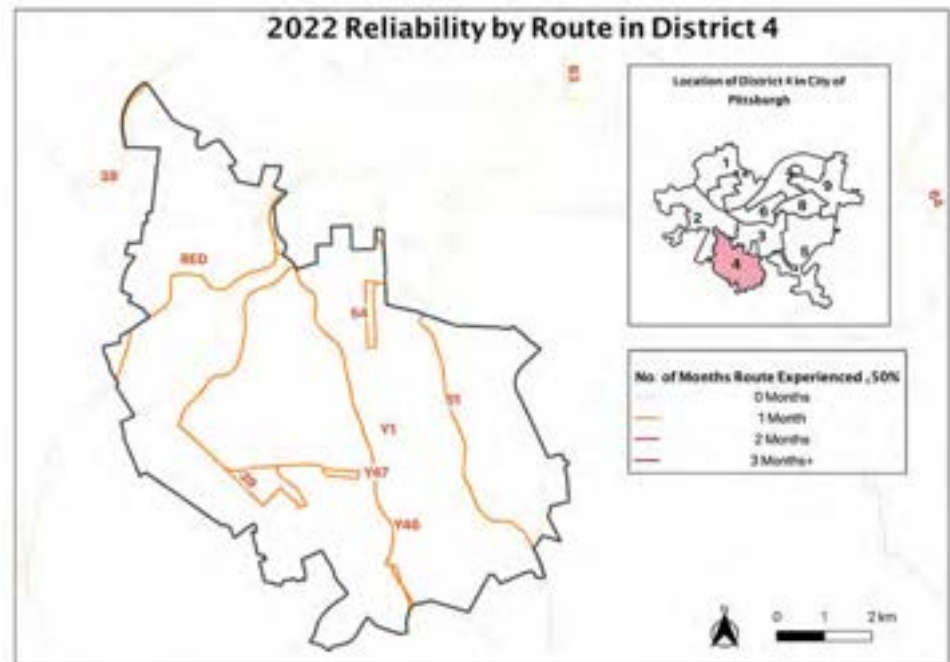 2022 Reliability by Route in District 4
Location of District 4 in City of
Pittsburgh
1
2
3
4
5
6
8
9
38
RED
54
51
Y1
Y47
39
Y46
No. of Months Route Experienced <50%
0 Months
1 Month
2 Months
3 Months+
N
0 1 2 km